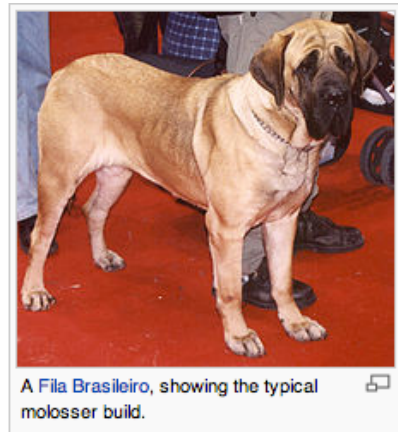 A Fila Brasileiro, showing the typical
molosser build.